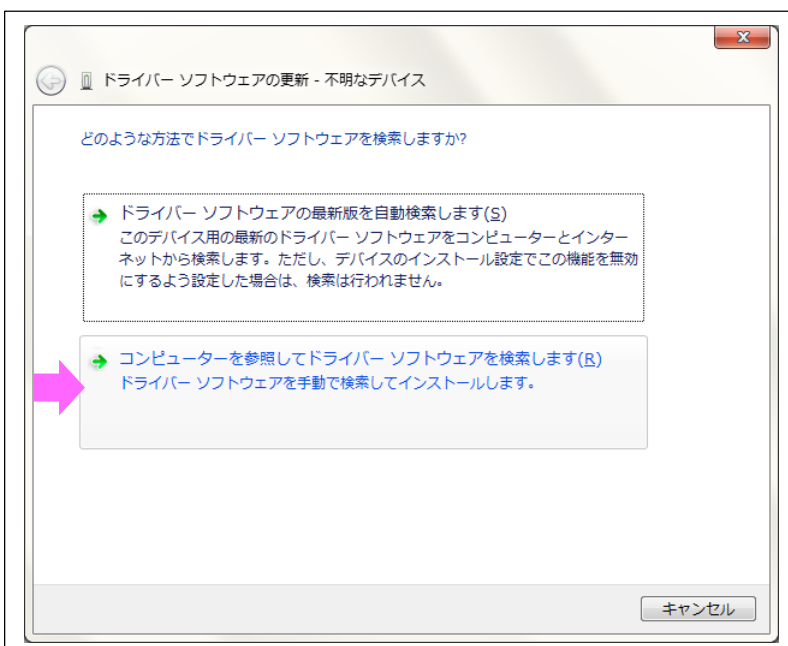 x
ドライバー ソフトウェアの更新 - 不明なデバイス
どのような方法でドライバー ソフトウェアを検索しますか?
ドライバー ソフトウェアの最新版を自動検索します(S)
このデバイス用の最新のドライバー ソフトウェアをコンピューターとインター
ネットから検索します。ただし、デバイスのインストール設定でこの機能を無効
にするよう設定した場合は、検索は行われません。
コンピューターを参照してドライバー ソフトウェアを検索します(R)
ドライバー ソフトウェアを手動で検索してインストールします。
キャンセル